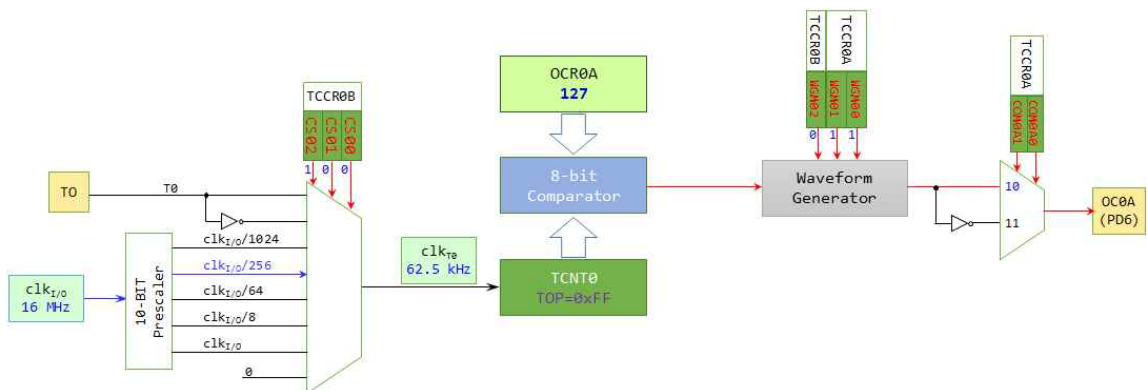 TCCR0B
CS02
CS01
CS00
1
0
0
TO
T0
clkI/O/1024
clkI/O/256
clkI/O/64
clkI/O/8
clkI/O
0
clkI/O
16 MHz
10-BIT
Prescaler
clkT0
62.5 kHz
OCR0A
127
8-bit
Comparator
TCNT0
TOP=0xFF
TCCR0B
TCCR0A
WGM02
WGM01
WGM00
0
1
1
Waveform
Generator
TCCR0A
COM0A1
COM0A0
10
11
OC0A
(PD6)